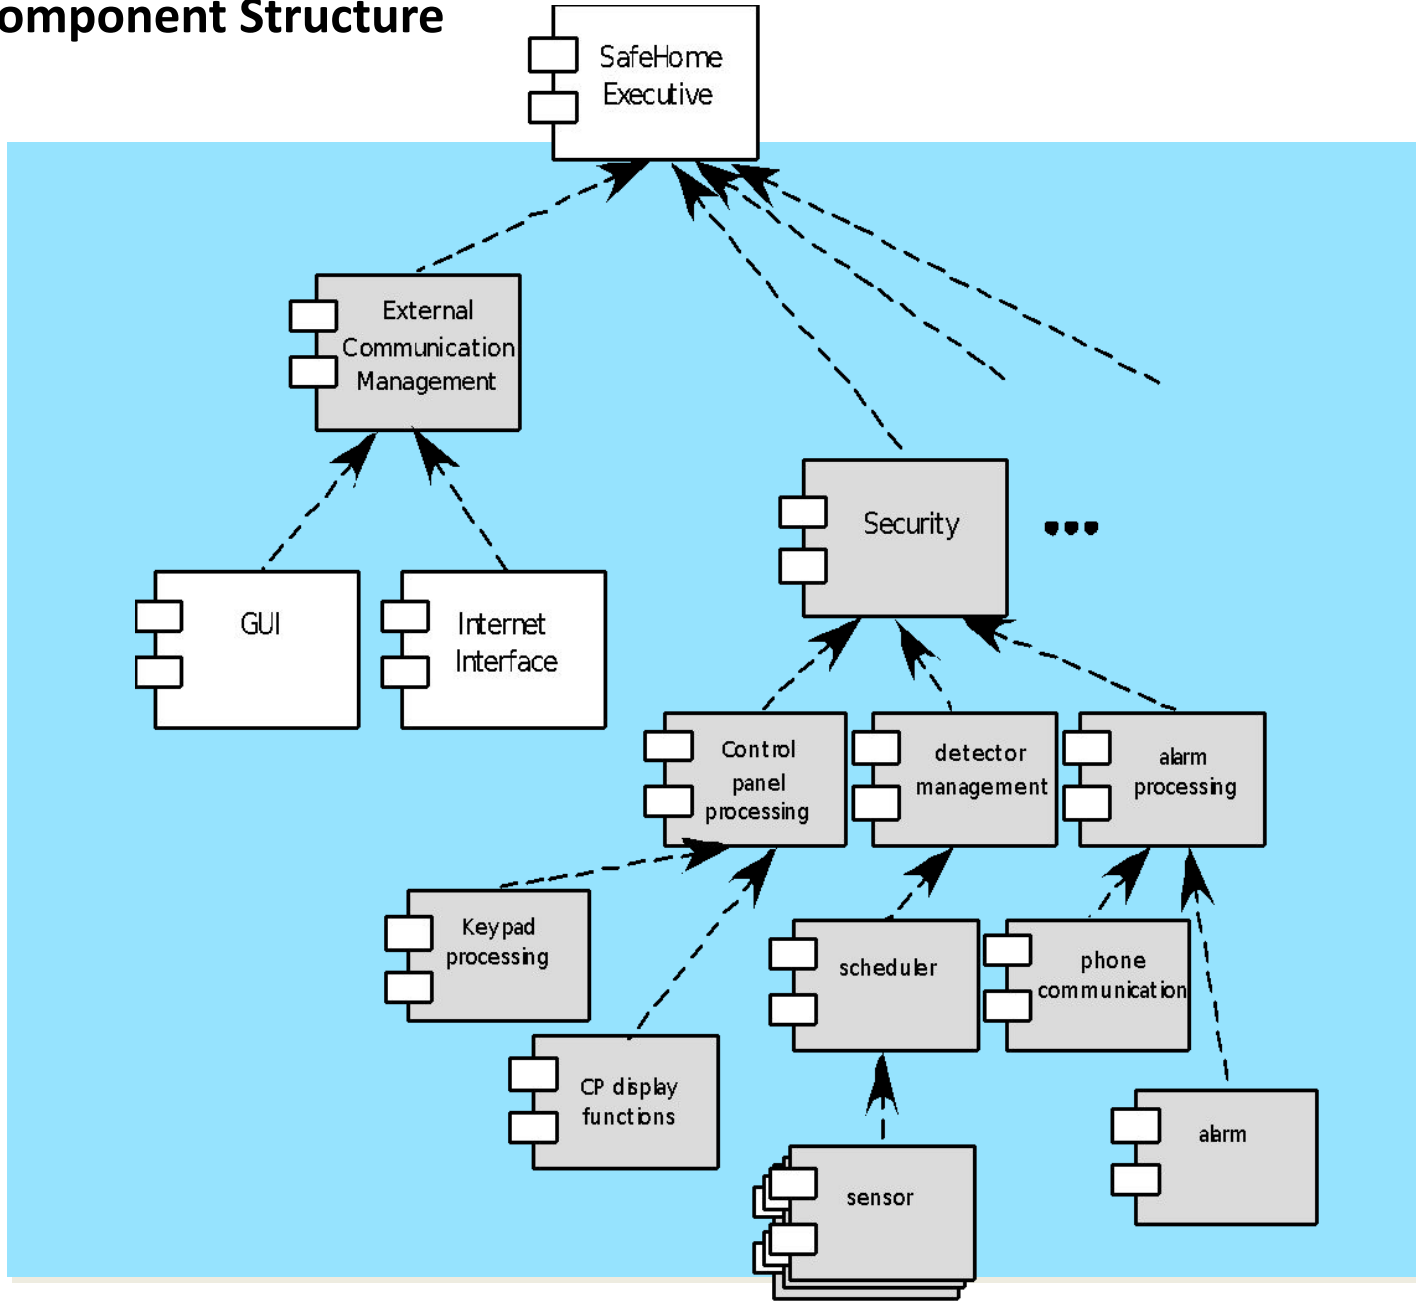 omponent Structure
SafeHome
Executive
External
Communication
Management
Security
...
GUI
Internet
Interface
Control
panel
processing
detector
management
alarm
processing
Keypad
processing
scheduler
phone
communication
CP display
functions
alarm
sensor